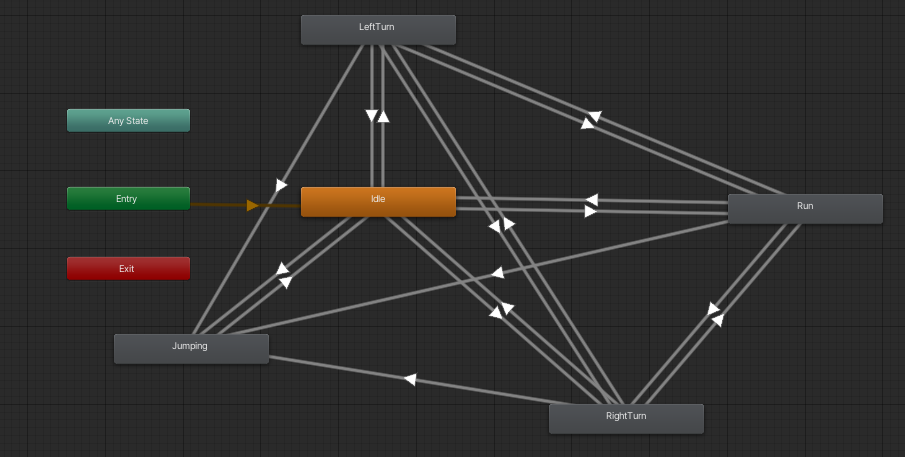 LeftTurn
Any State
Entry
Idle
Run
Exit
Jumping
RightTurn